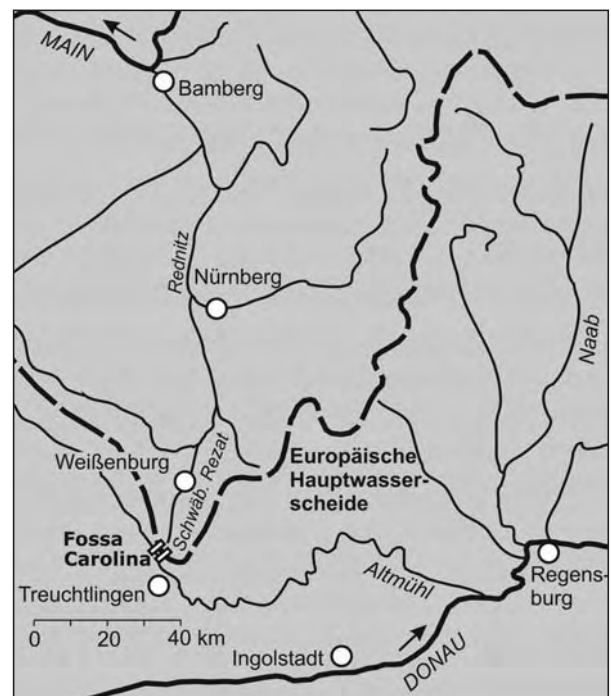 MAIN
Bamberg
Rednitz
Nürnberg
Naab
Weißenburg
Schwäb. Rezat
Europäische
Hauptwasser-
scheide
Fossa
Carolina
Treuchtlingen
Altmühl
Regens-
burg
0 20 40 km
Ingolstadt
DONAU